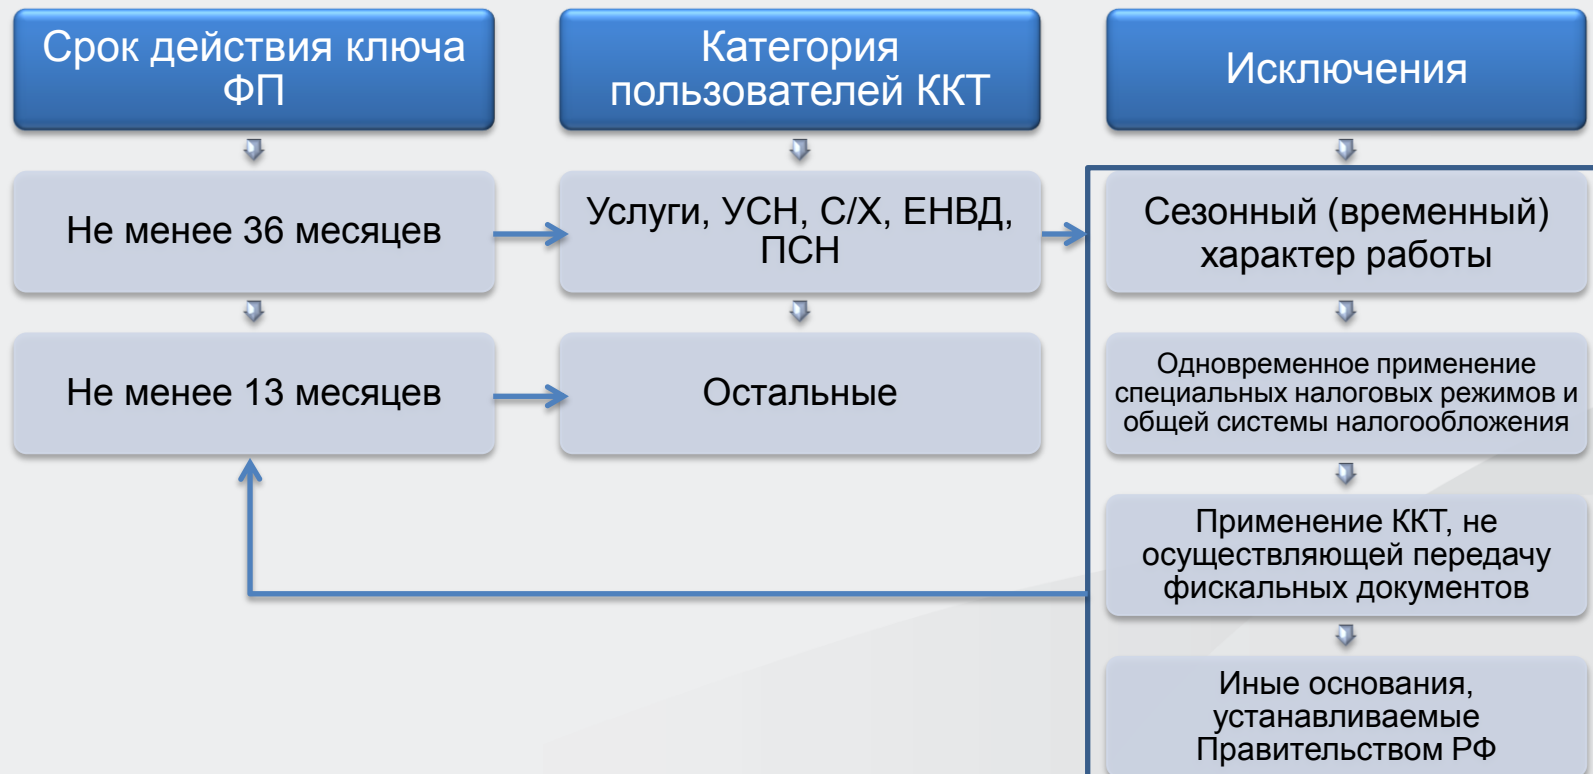 Срок действия ключа
ФП
Категория
пользователей ККТ
Исключения
Не менее 36 месяцев
Услуги, УСН, С/Х, ЕНВД,
ПСН
Сезонный (временный)
характер работы
Не менее 13 месяцев
Остальные
Одновременное применение
специальных налоговых режимов и
общей системы налогообложения
Применение ККТ, не
осуществляющей передачу
фискальных документов
Иные основания,
устанавливаемые
Правительством РФ